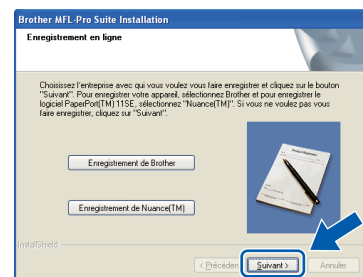 Brother MFL-Pro Suite Installation
Enregistrement en ligne
Choisissez l'entreprise avec qui vous voulez vous faire enregistrer et cliquez sur le bouton
"Suivant". Pour enregistrer votre appareil, sélectionnez Brother et pour enregistrer le
logiciel PaperPort(TM) 11SE, sélectionnez "Nuance(TM)". Si vous ne voulez pas vous
faire enregistrer, cliquez sur "Suivant".
Enregistrement de Brother
Enregistrement de Nuance(TM)
InstallShield
< Précéden
Suivant >
Annuler